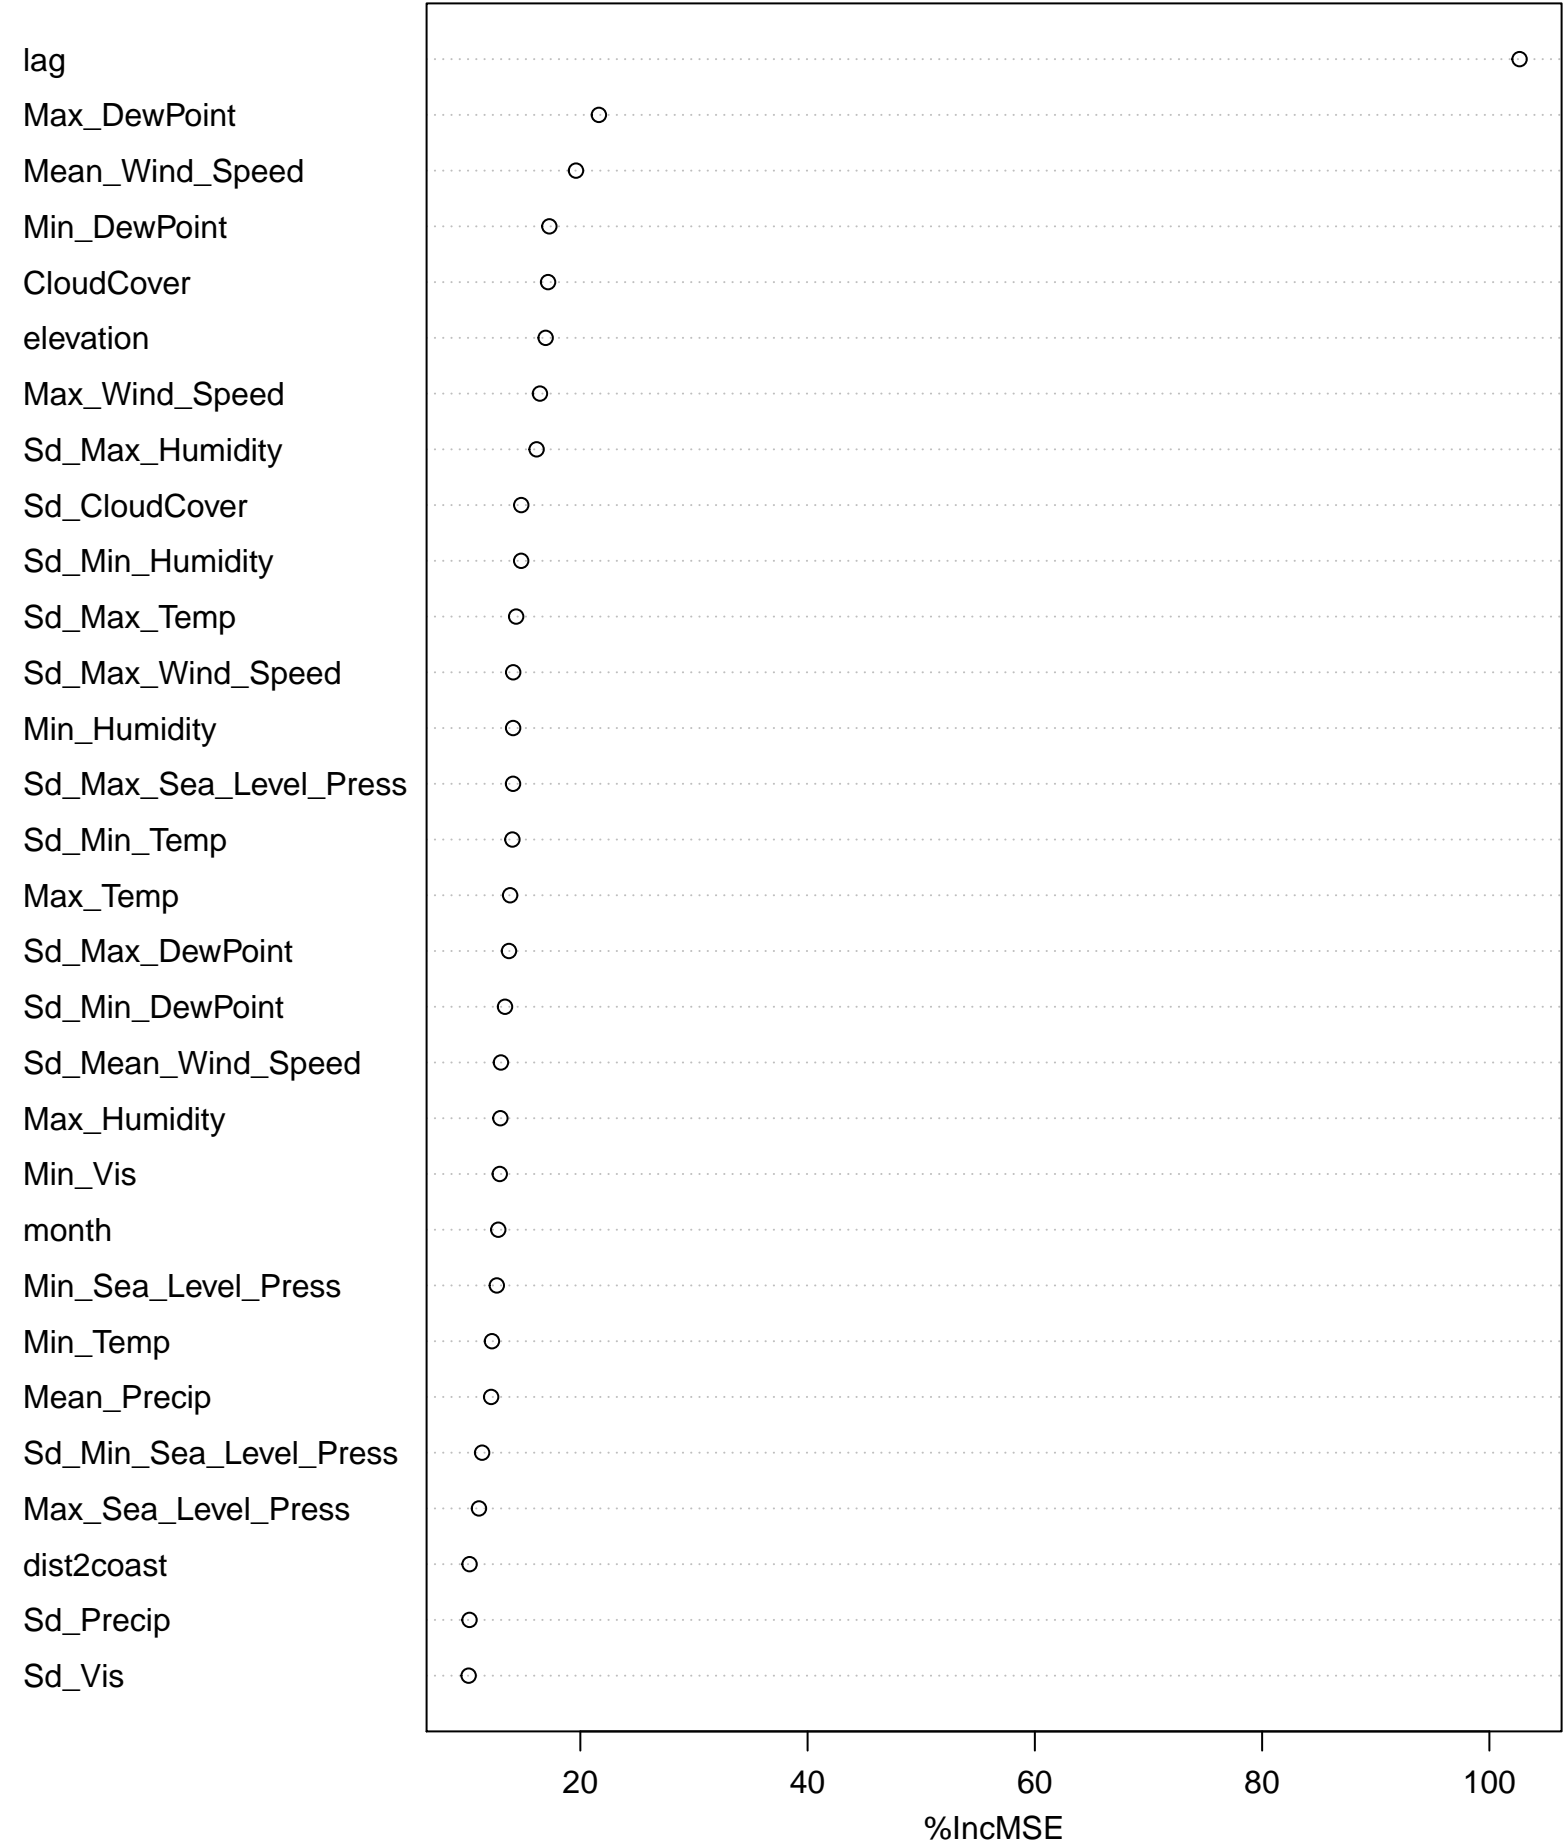 lag
Max_DewPoint
Mean_Wind_Speed
Min_DewPoint
CloudCover
elevation
Max_Wind_Speed
Sd_Max_Humidity
Sd_CloudCover
Sd_Min_Humidity
Sd_Max_Temp
Sd_Max_Wind_Speed
Min_Humidity
Sd_Max_Sea_Level_Press
Sd_Min_Temp
Max_Temp
Sd_Max_DewPoint
Sd_Min_DewPoint
Sd_Mean_Wind_Speed
Max_Humidity
Min_Vis
month
Min_Sea_Level_Press
Min_Temp
Mean_Precip
Sd_Min_Sea_Level_Press
Max_Sea_Level_Press
dist2coast
Sd_Precip
Sd_Vis
20 40 60 80 100
%IncMSE